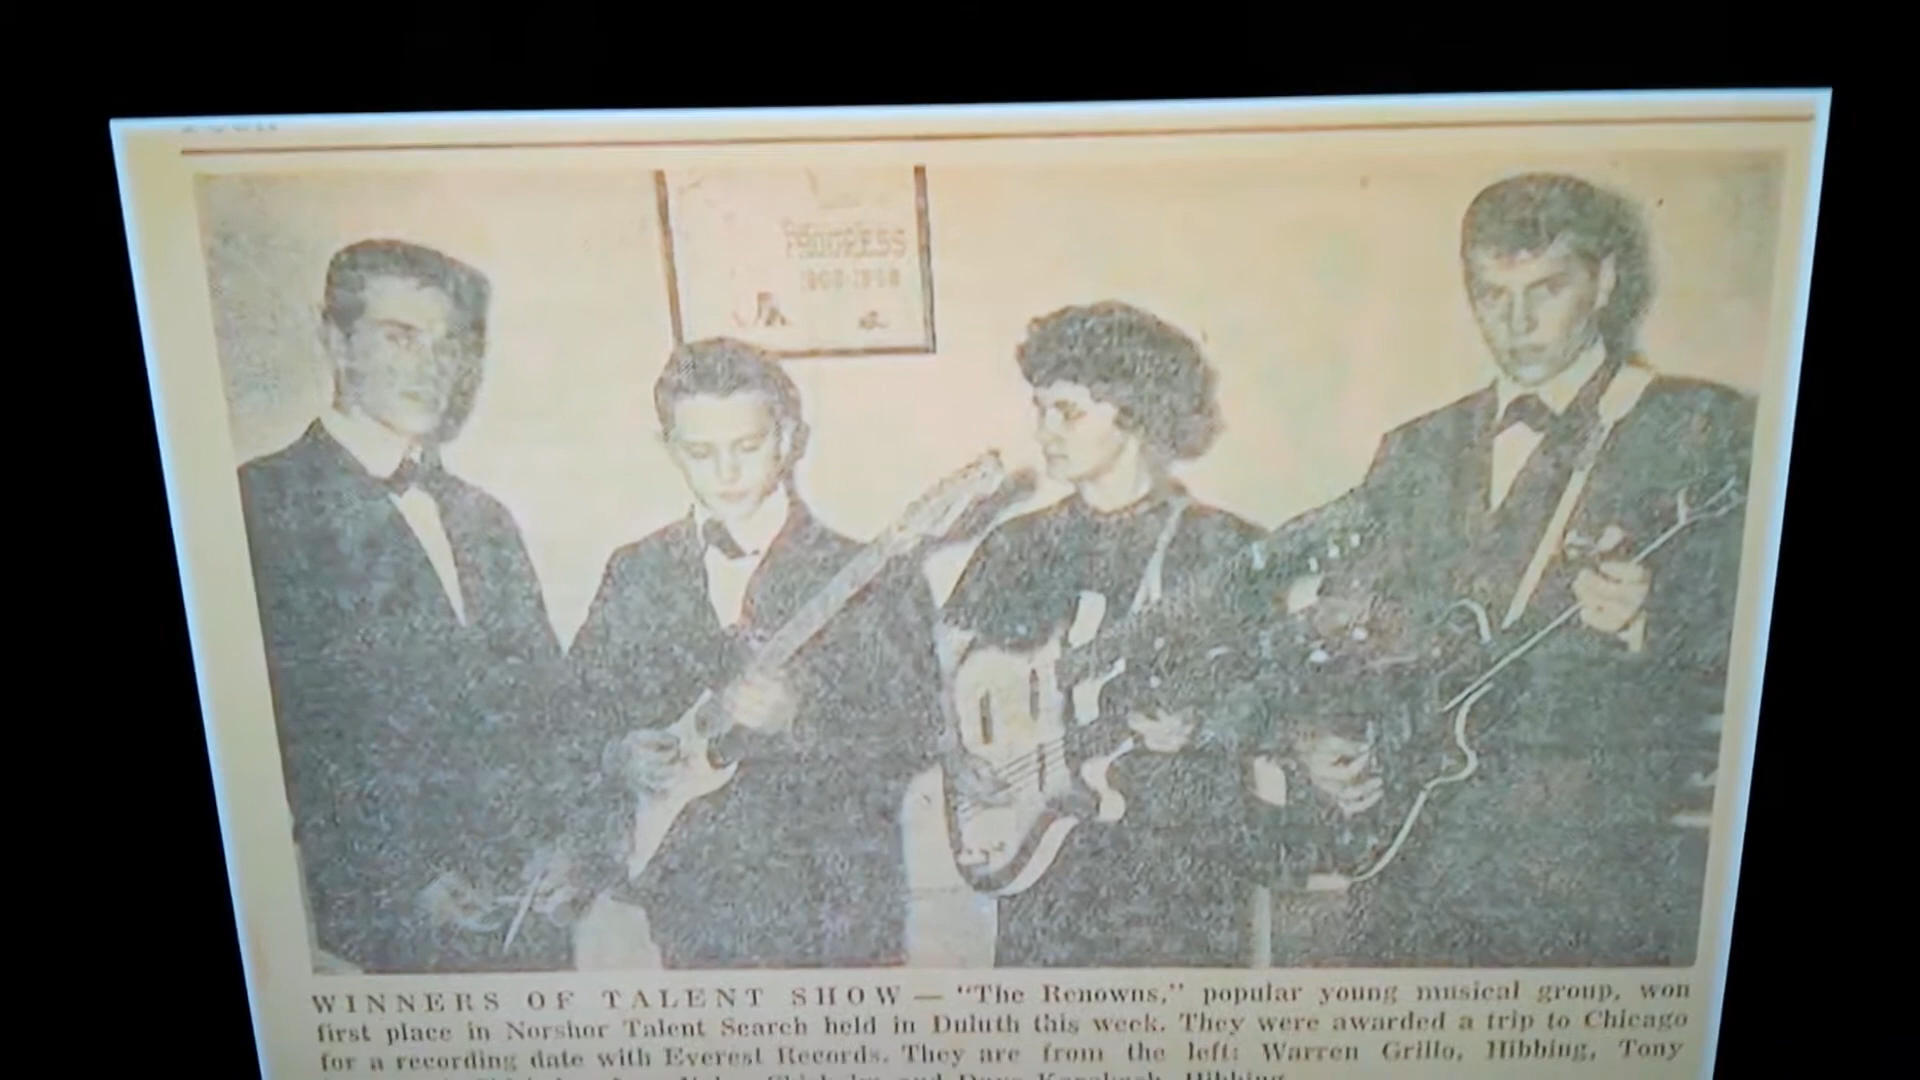 PROGRESS
WINNERS OF TALENT SHOW — "The Renowns," popular young musical group, won
first place in Norshor Talent Search held in Duluth this week. They were awarded a trip to Chicago
for a recording date with Everest Records. They are from the left: Warren Grillo, Hibbing, Tony
and Hibbing